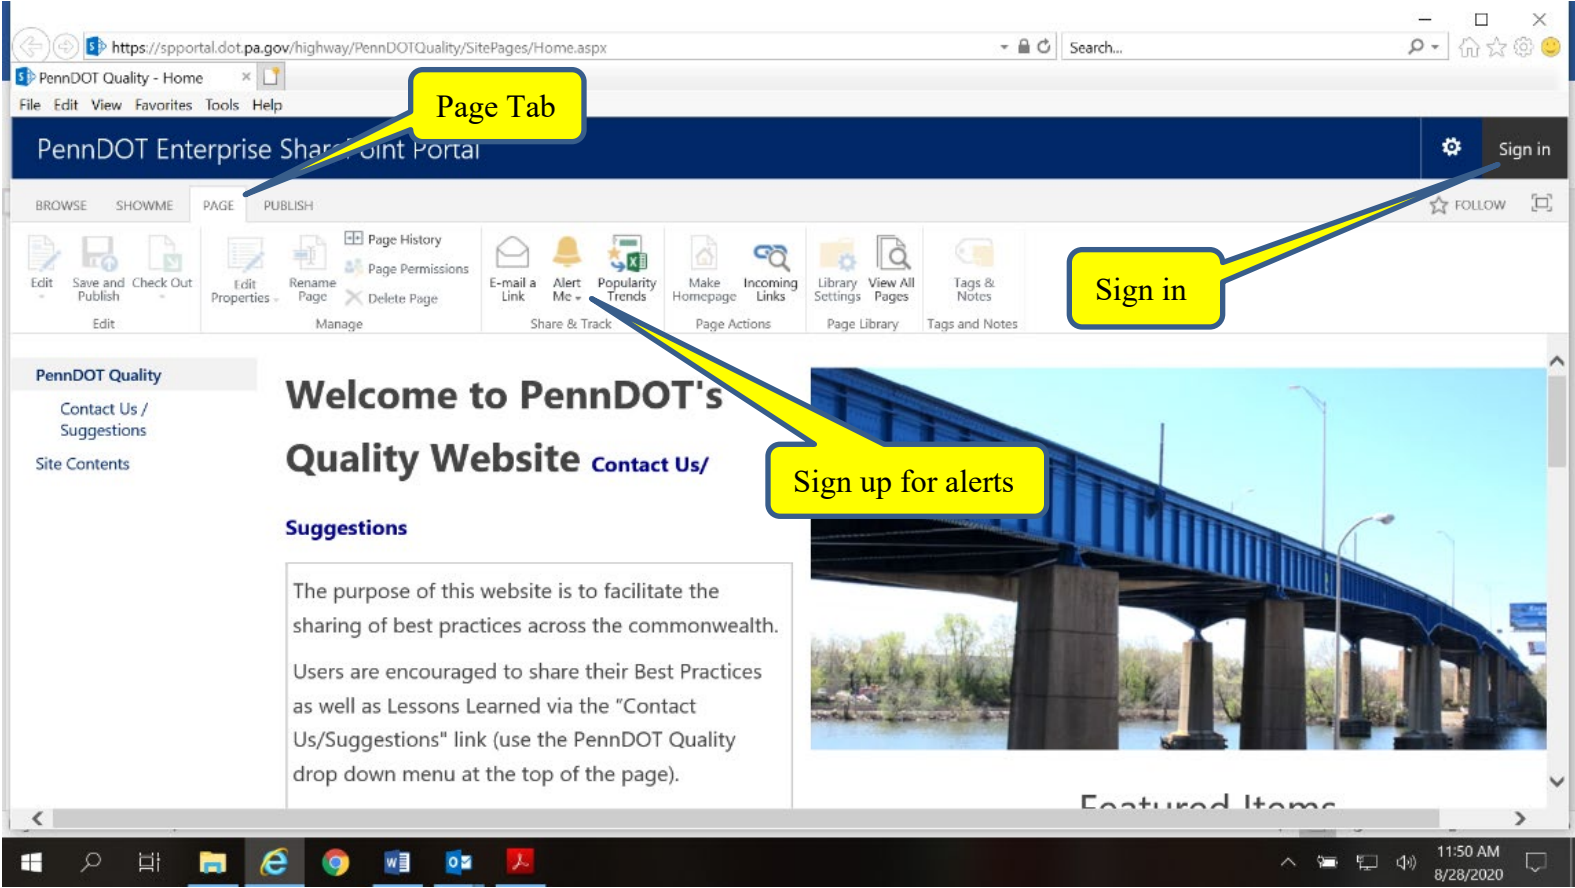 https://spportal.dot.pa.gov/highway/PennDOTQuality/SitePages/Home.aspx
Search...
PennDOT Quality - Home
File Edit View Favorites Tools Help
Page Tab
PennDOT Enterprise SharePoint Portal
Sign in
BROWSE SHOWME PAGE PUBLISH
FOLLOW
Edit
Save and Publish
Check Out
Edit Properties
Rename Page
Page History
Page Permissions
Delete Page
E-mail a Link
Alert Me
Popularity Trends
Make Homepage
Incoming Links
Library Settings
View All Pages
Tags & Notes
Edit
Manage
Share & Track
Page Actions
Page Library
Tags and Notes
Sign in
PennDOT Quality
Contact Us /
Suggestions
Site Contents
Welcome to PennDOT's
Quality Website Contact Us/
Suggestions
Sign up for alerts
The purpose of this website is to facilitate the
sharing of best practices across the commonwealth.
Users are encouraged to share their Best Practices
as well as Lessons Learned via the "Contact
Us/Suggestions" link (use the PennDOT Quality
drop down menu at the top of the page).
Featured Items
11:50 AM
8/28/2020